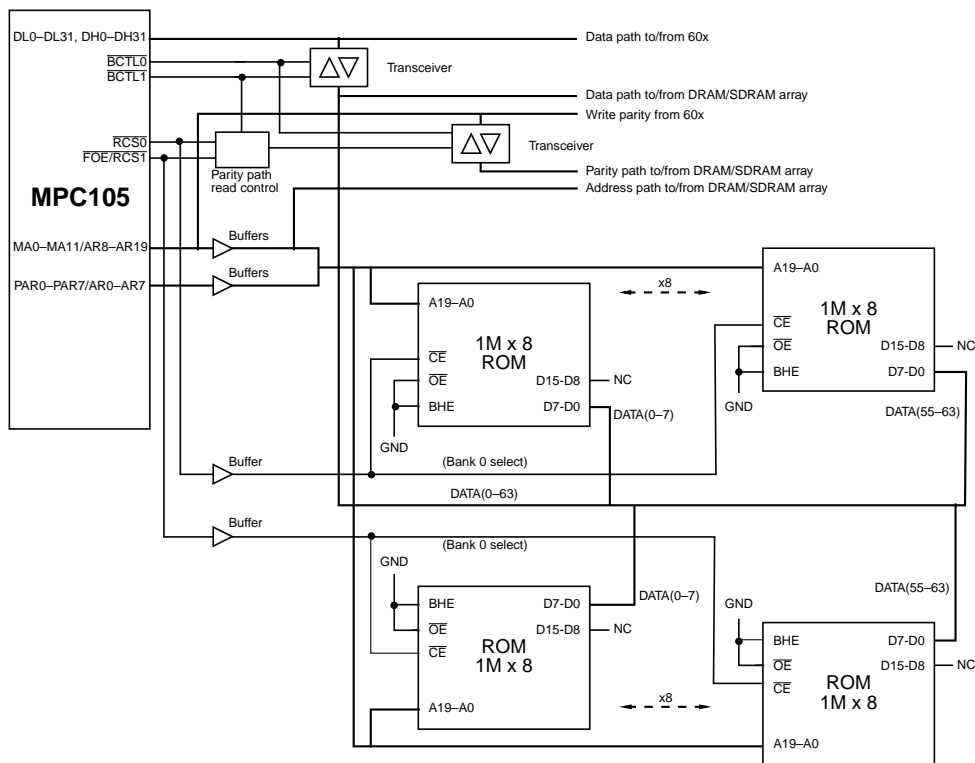 DL0–DL31, DH0–DH31
Data path to/from 60x
BCTL0
Transceiver
BCTL1
Data path to/from DRAM/SDRAM array
Write parity from 60x
RCS0
FOE/RCS1
Parity path
read control
Transceiver
Parity path to/from DRAM/SDRAM array
Address path to/from DRAM/SDRAM array
MPC105
MA0–MA11/AR8–AR19
Buffers
PAR0–PAR7/AR0–AR7
Buffers
A19–A0
1M x 8
ROM
CE
OE
BHE
D15-D8
D7-D0
NC
GND
DATA(0–7)
x8
A19–A0
1M x 8
ROM
CE
OE
BHE
D15-D8
D7-D0
NC
GND
DATA(55–63)
Buffer
(Bank 0 select)
DATA(0–63)
Buffer
(Bank 0 select)
GND
BHE
OE
CE
D7-D0
D15-D8
NC
ROM
1M x 8
A19–A0
DATA(0–7)
x8
GND
BHE
OE
CE
D7-D0
D15-D8
NC
ROM
1M x 8
A19–A0
DATA(55–63)